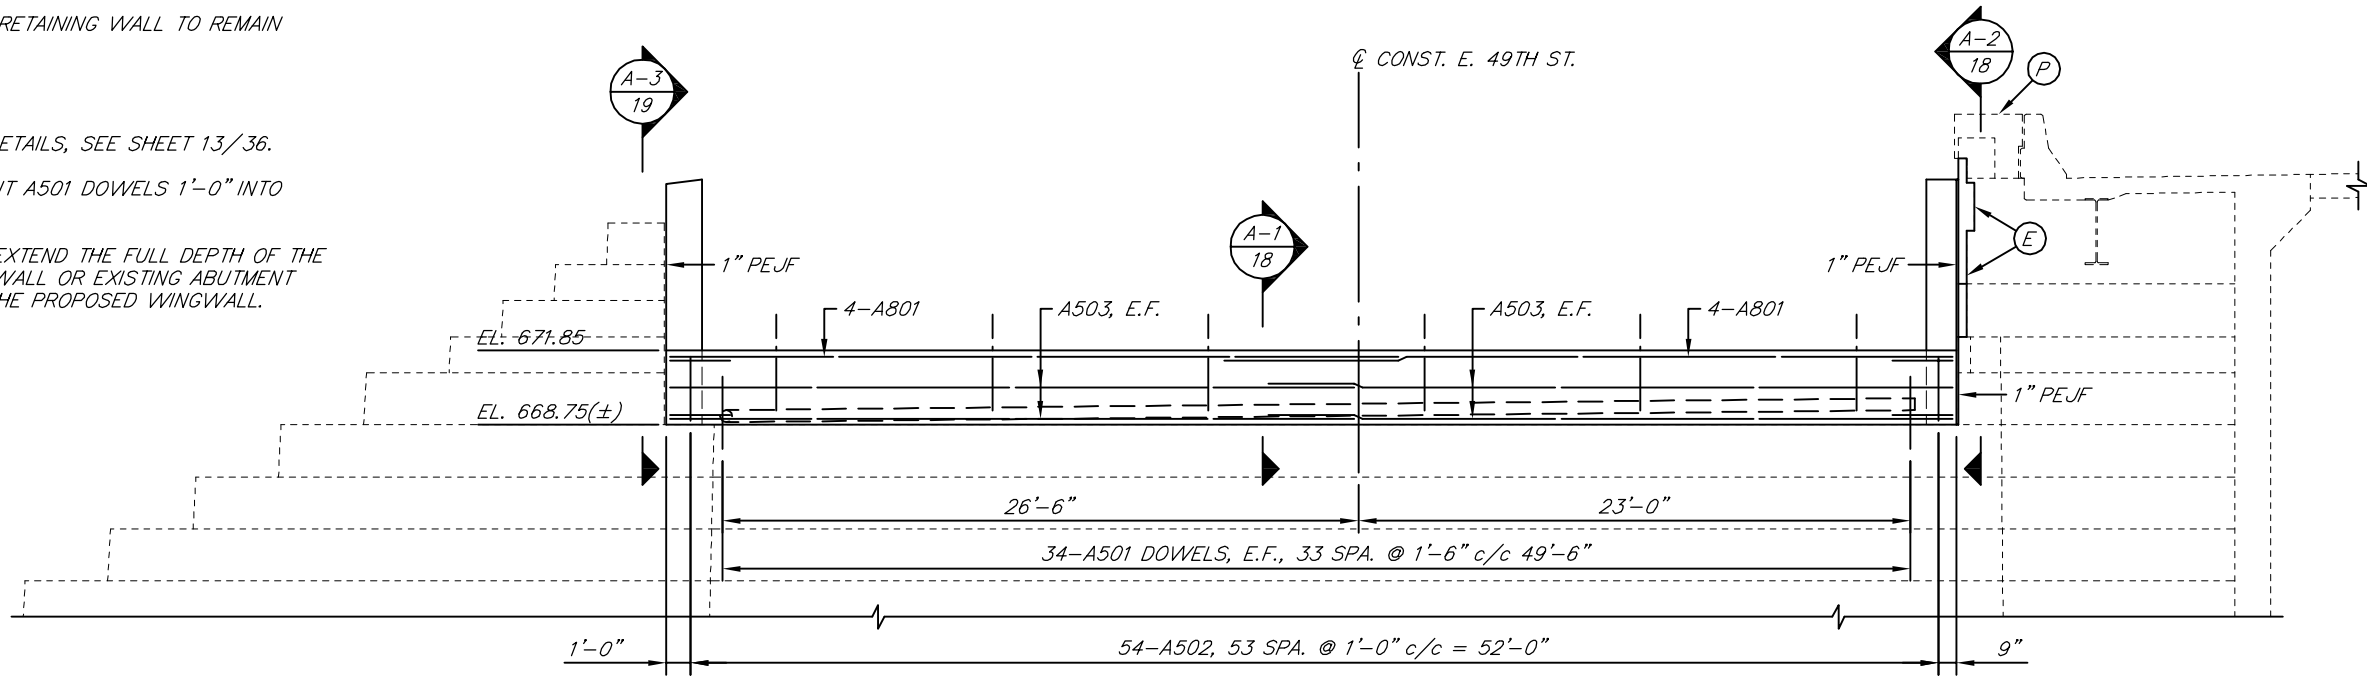 RETAINING WALL TO REMAIN
ETAILS, SEE SHEET 13/36.
A501 DOWELS 1'-0" INTO
EXTEND THE FULL DEPTH OF THE
WALL OR EXISTING ABUTMENT
HE PROPOSED WINGWALL.
A-3
19
℄ CONST. E. 49TH ST.
A-2
18
P
A-1
18
E
1" PEJF
1" PEJF
4-A801
A503, E.F.
A503, E.F.
4-A801
EL. 671.85
1" PEJF
EL. 668.75(±)
26'-6"
23'-0"
34-A501 DOWELS, E.F., 33 SPA. @ 1'-6" c/c 49'-6"
1'-0"
54-A502, 53 SPA. @ 1'-0" c/c = 52'-0"
9"